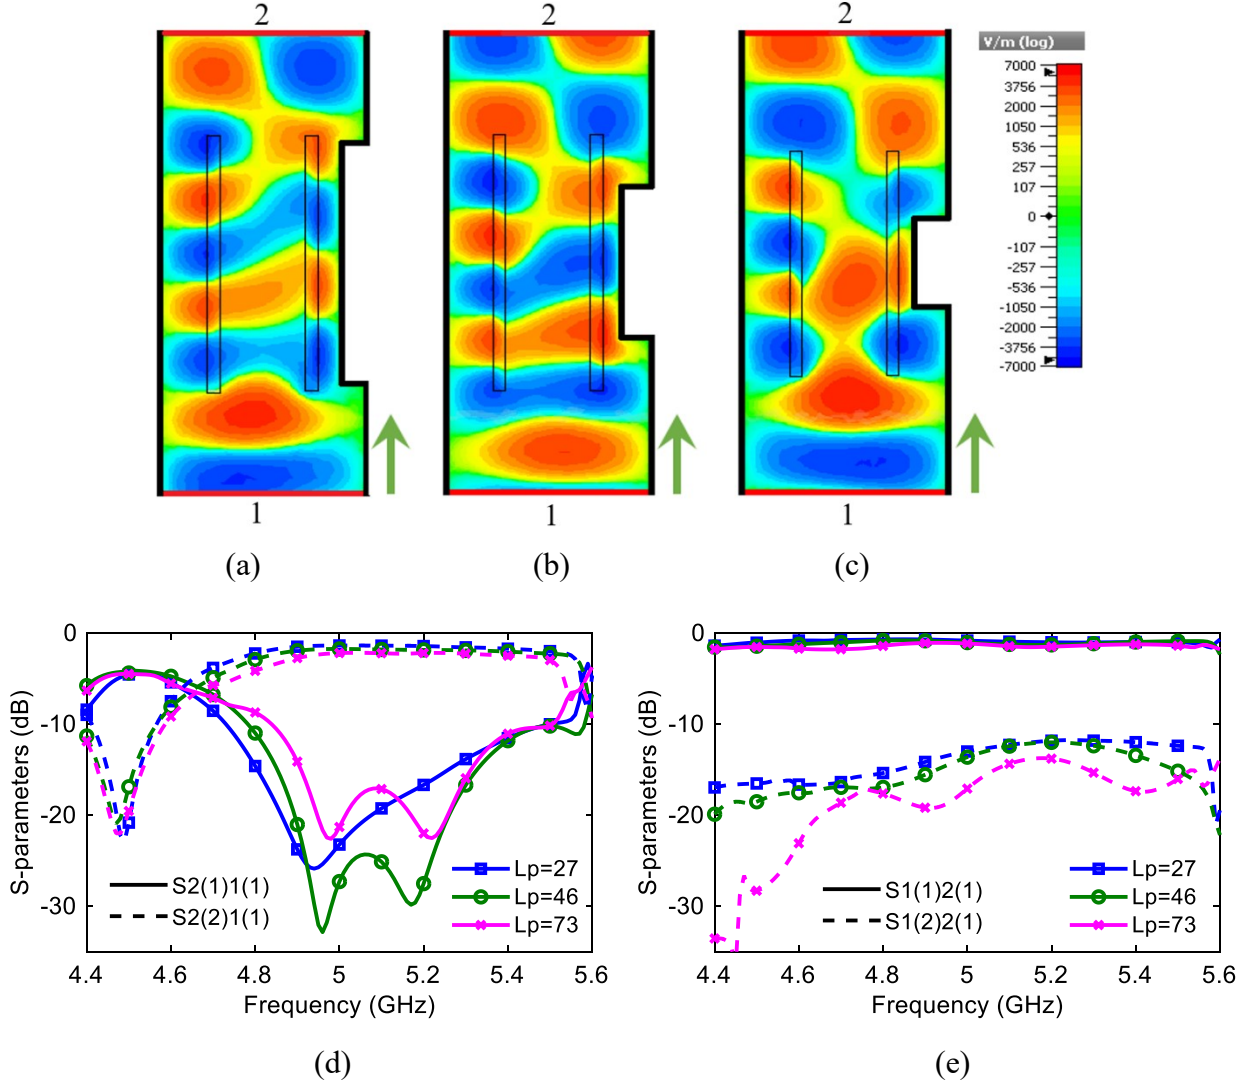 2
2
2
V/m (log)
7000
3756
2000
1050
536
257
107
0
-107
-257
-536
-1050
-2000
-3756
-7000
1
1
1
(a)
(b)
(c)
0
-10
-20
-30
S-parameters (dB)
S2(1)1(1)
S2(2)1(1)
Lp=27
Lp=46
Lp=73
4.4
4.6
4.8
5
5.2
5.4
5.6
Frequency (GHz)
(d)
0
-10
-20
-30
S-parameters (dB)
S1(1)2(1)
S1(2)2(1)
Lp=27
Lp=46
Lp=73
4.4
4.6
4.8
5
5.2
5.4
5.6
Frequency (GHz)
(e)